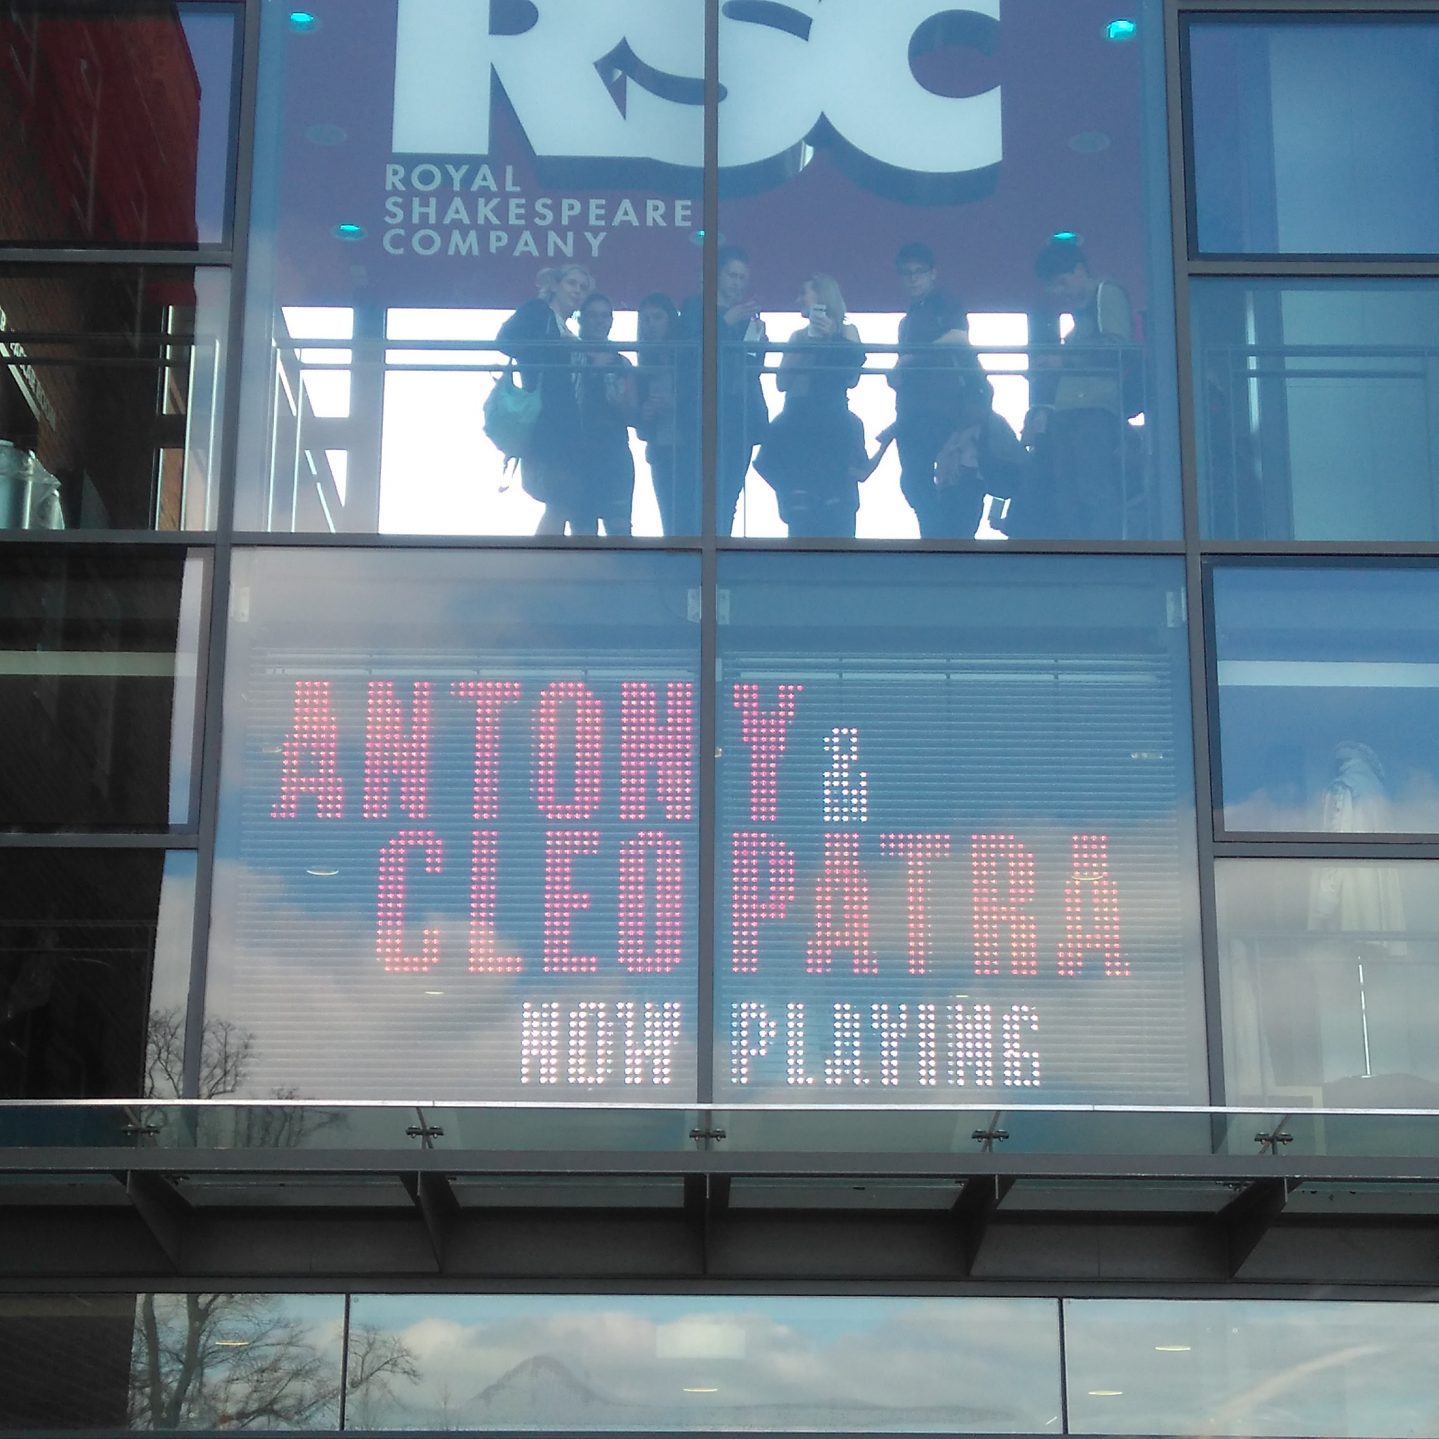 RSC
ROYAL
SHAKESPEARE
COMPANY
ANTONY &
CLEOPATRA
NOW PLAYING